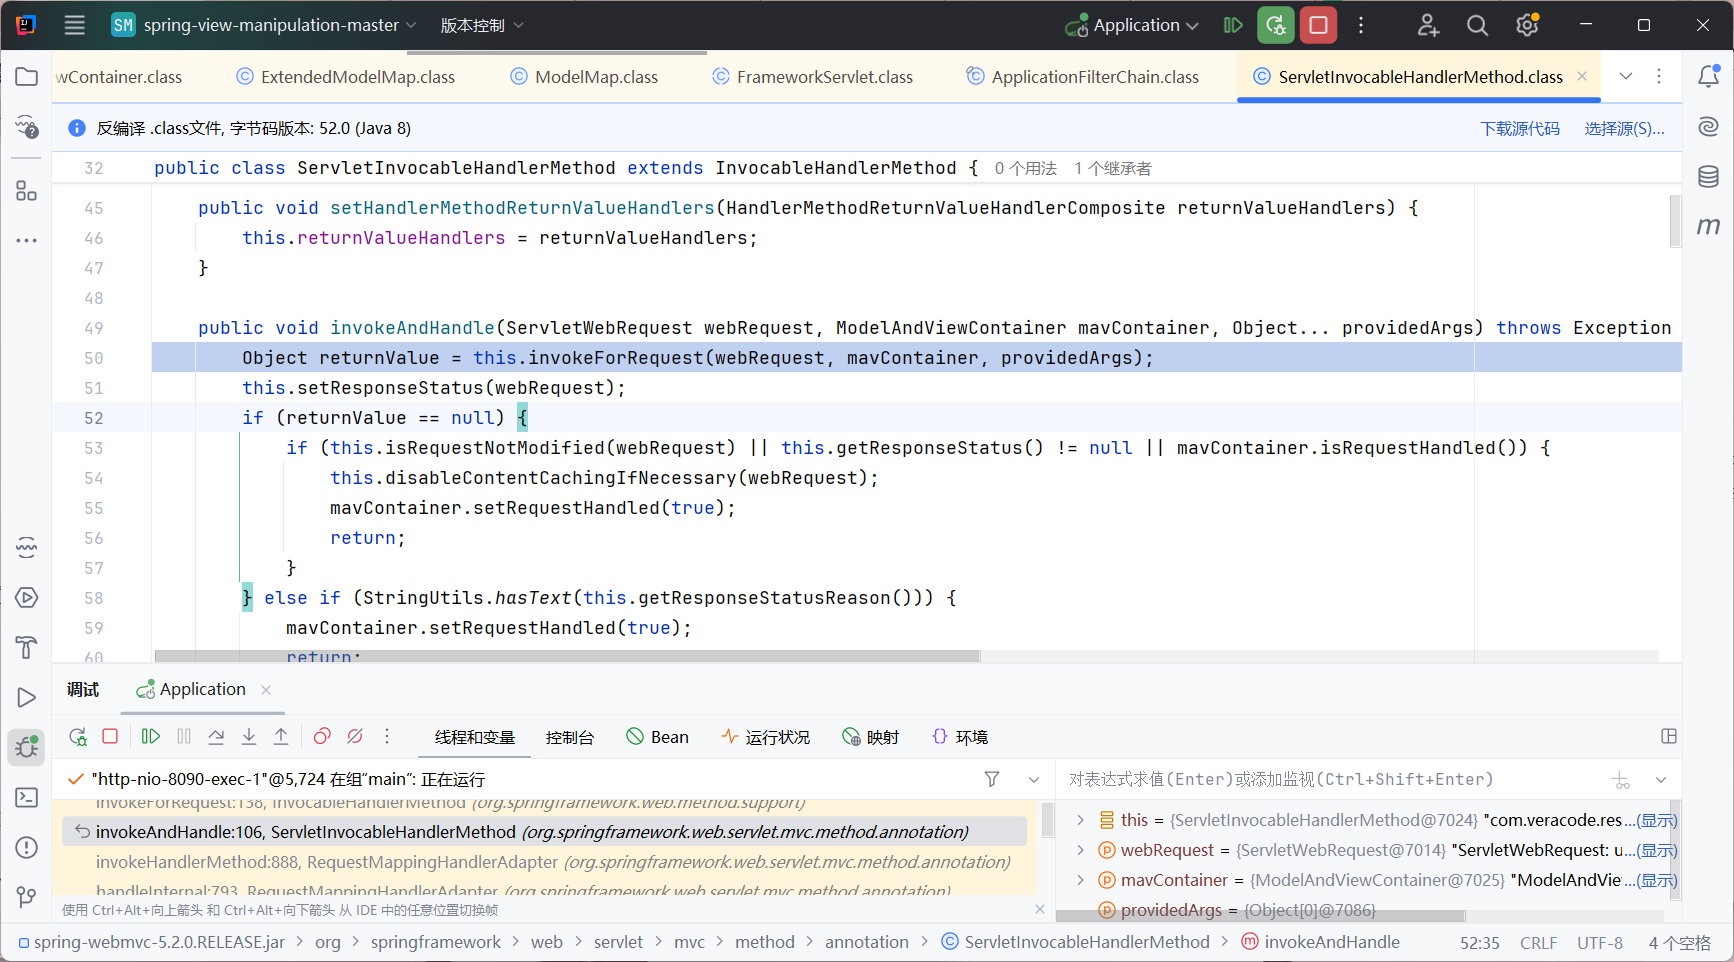 SM spring-view-manipulation-master 版本控制 Application
wContainer.class ExtendedModelMap.class ModelMap.class FrameworkServlet.class ApplicationFilterChain.class ServletInvocableHandlerMethod.class
反编译 .class文件, 字节码版本: 52.0 (Java 8) 下载源代码 选择源(S)...
32 public class ServletInvocableHandlerMethod extends InvocableHandlerMethod { 0 个用法 1 个继承者
45 public void setHandlerMethodReturnValueHandlers(HandlerMethodReturnValueHandlerComposite returnValueHandlers) {
46 this.returnValueHandlers = returnValueHandlers;
47 }
48
49 public void invokeAndHandle(ServletWebRequest webRequest, ModelAndViewContainer mavContainer, Object... providedArgs) throws Exception
50 Object returnValue = this.invokeForRequest(webRequest, mavContainer, providedArgs);
51 this.setResponseStatus(webRequest);
52 if (returnValue == null) {
53 if (this.isRequestNotModified(webRequest) || this.getResponseStatus() != null || mavContainer.isRequestHandled()) {
54 this.disableContentCachingIfNecessary(webRequest);
55 mavContainer.setRequestHandled(true);
56 return;
57 }
58 } else if (StringUtils.hasText(this.getResponseStatusReason())) {
59 mavContainer.setRequestHandled(true);
60 return;
调试 Application
线程和变量 控制台 Bean 运行状况 映射 环境
"http-nio-8090-exec-1"@5,724 在组"main": 正在运行
invokeForRequest:138, InvocableHandlerMethod (org.springframework.web.method.support)
invokeAndHandle:106, ServletInvocableHandlerMethod (org.springframework.web.servlet.mvc.method.annotation)
invokeHandlerMethod:888, RequestMappingHandlerAdapter (org.springframework.web.servlet.mvc.method.annotation)
handleInternal:793, RequestMappingHandlerAdapter (org.springframework.web.servlet.mvc.method.annotation)
使用 Ctrl+Alt+向上箭头 和 Ctrl+Alt+向下箭头 从 IDE 中的任意位置切换帧
对表达式求值(Enter)或添加监视(Ctrl+Shift+Enter)
this = {ServletInvocableHandlerMethod@7024} "com.veracode.res...(显示)
webRequest = {ServletWebRequest@7014} "ServletWebRequest: u...(显示)
mavContainer = {ModelAndViewContainer@7025} "ModelAndVie...(显示)
providedArgs = {Object[0]@7086}
spring-webmvc-5.2.0.RELEASE.jar > org > springframework > web > servlet > mvc > method > annotation > ServletInvocableHandlerMethod > invokeAndHandle 52:35 CRLF UTF-8 4 个空格